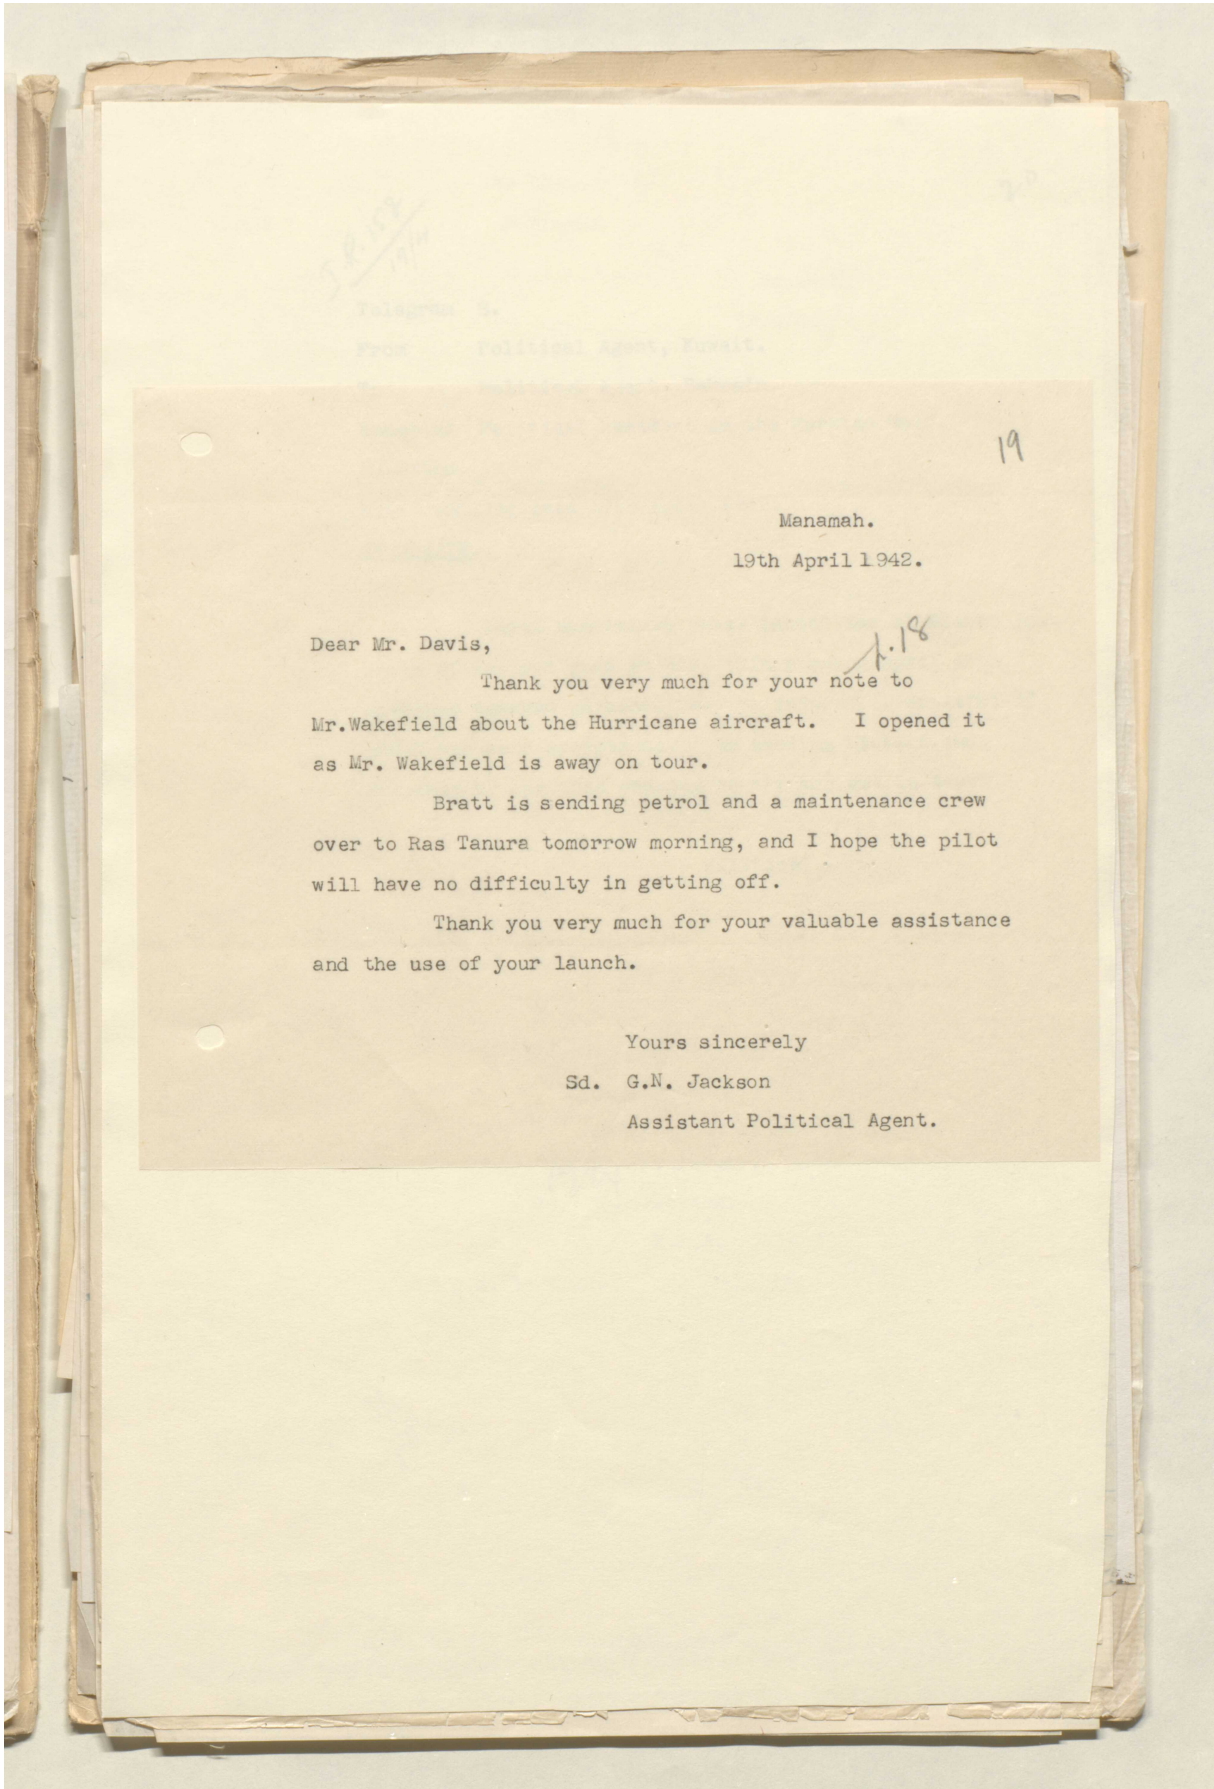 19
Manamah.
19th April 1942.
p.18
Dear Mr. Davis,
Thank you very much for your note to
Mr.Wakefield about the Hurricane aircraft. I opened it
as Mr. Wakefield is away on tour.
Bratt is sending petrol and a maintenance crew
over to Ras Tanura tomorrow morning, and I hope the pilot
will have no difficulty in getting off.
Thank you very much for your valuable assistance
and the use of your launch.
Yours sincerely
Sd. G.N. Jackson
Assistant Political Agent.